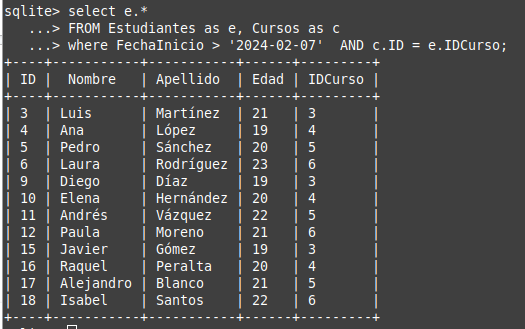 sqlite> select e.*
...> FROM Estudiantes as e, Cursos as c
...> where FechaInicio > '2024-02-07'  AND c.ID = e.IDCurso;
+----+-----------+-----------+------+---------+
| ID |  Nombre   | Apellido  | Edad | IDCurso |
+----+-----------+-----------+------+---------+
| 3  | Luis      | Martínez  | 21   | 3       |
| 4  | Ana       | López     | 19   | 4       |
| 5  | Pedro     | Sánchez   | 20   | 5       |
| 6  | Laura     | Rodríguez | 23   | 6       |
| 9  | Diego     | Díaz      | 19   | 3       |
| 10 | Elena     | Hernández | 20   | 4       |
| 11 | Andrés    | Vázquez   | 22   | 5       |
| 12 | Paula     | Moreno    | 21   | 6       |
| 15 | Javier    | Gómez     | 19   | 3       |
| 16 | Raquel    | Peralta   | 20   | 4       |
| 17 | Alejandro | Blanco    | 21   | 5       |
| 18 | Isabel    | Santos    | 22   | 6       |
+----+-----------+-----------+------+---------+